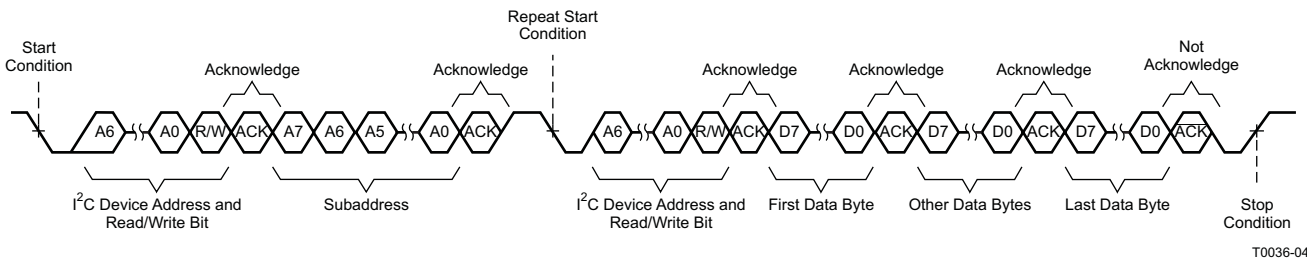 Repeat Start
Condition
Start
Condition
Not
Acknowledge
Acknowledge
Acknowledge
Acknowledge
Acknowledge
Acknowledge
A6 A0 R/W ACK A7 A6 A5 A0 ACK A6 A0 R/W ACK D7 D0 ACK D7 D0 ACK D7 D0 A̅C̅K̅
I²C Device Address and
Read/Write Bit
Subaddress
I²C Device Address and
Read/Write Bit
First Data Byte
Other Data Bytes
Last Data Byte
Stop
Condition
T0036-04